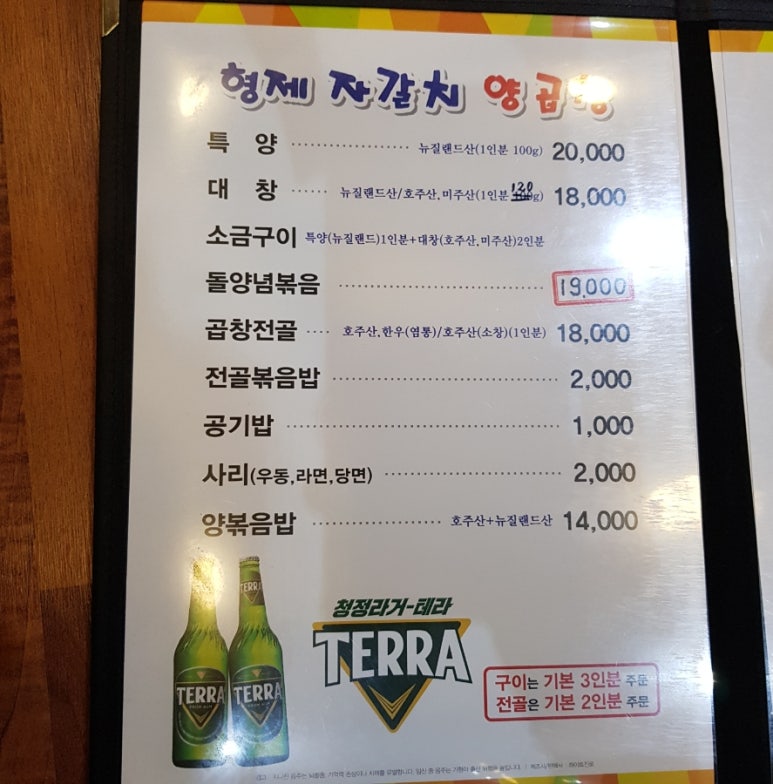 형제 자갈치 양곱창
특 양 ···················· 뉴질랜드산(1인분 100g) 20,000
대 창 ······ 뉴질랜드산/호주산,미주산(1인분 120g) 18,000
소금구이 특양(뉴질랜드)1인분+대창(호주산,미주산)2인분
돌양념볶음 ···································· 19,000
곱창전골 ···· 호주산,한우(염통)/호주산(소창)(1인분) 18,000
전골볶음밥 ······································ 2,000
공기밥 ·············································· 1,000
사리(우동,라면,당면) ····························· 2,000
양볶음밥 ····················· 호주산+뉴질랜드산 14,000
청정라거-테라
TERRA
TERRA
TERRA
TERRA
구이는 기본 3인분 주문
전골은 기본 2인분 주문